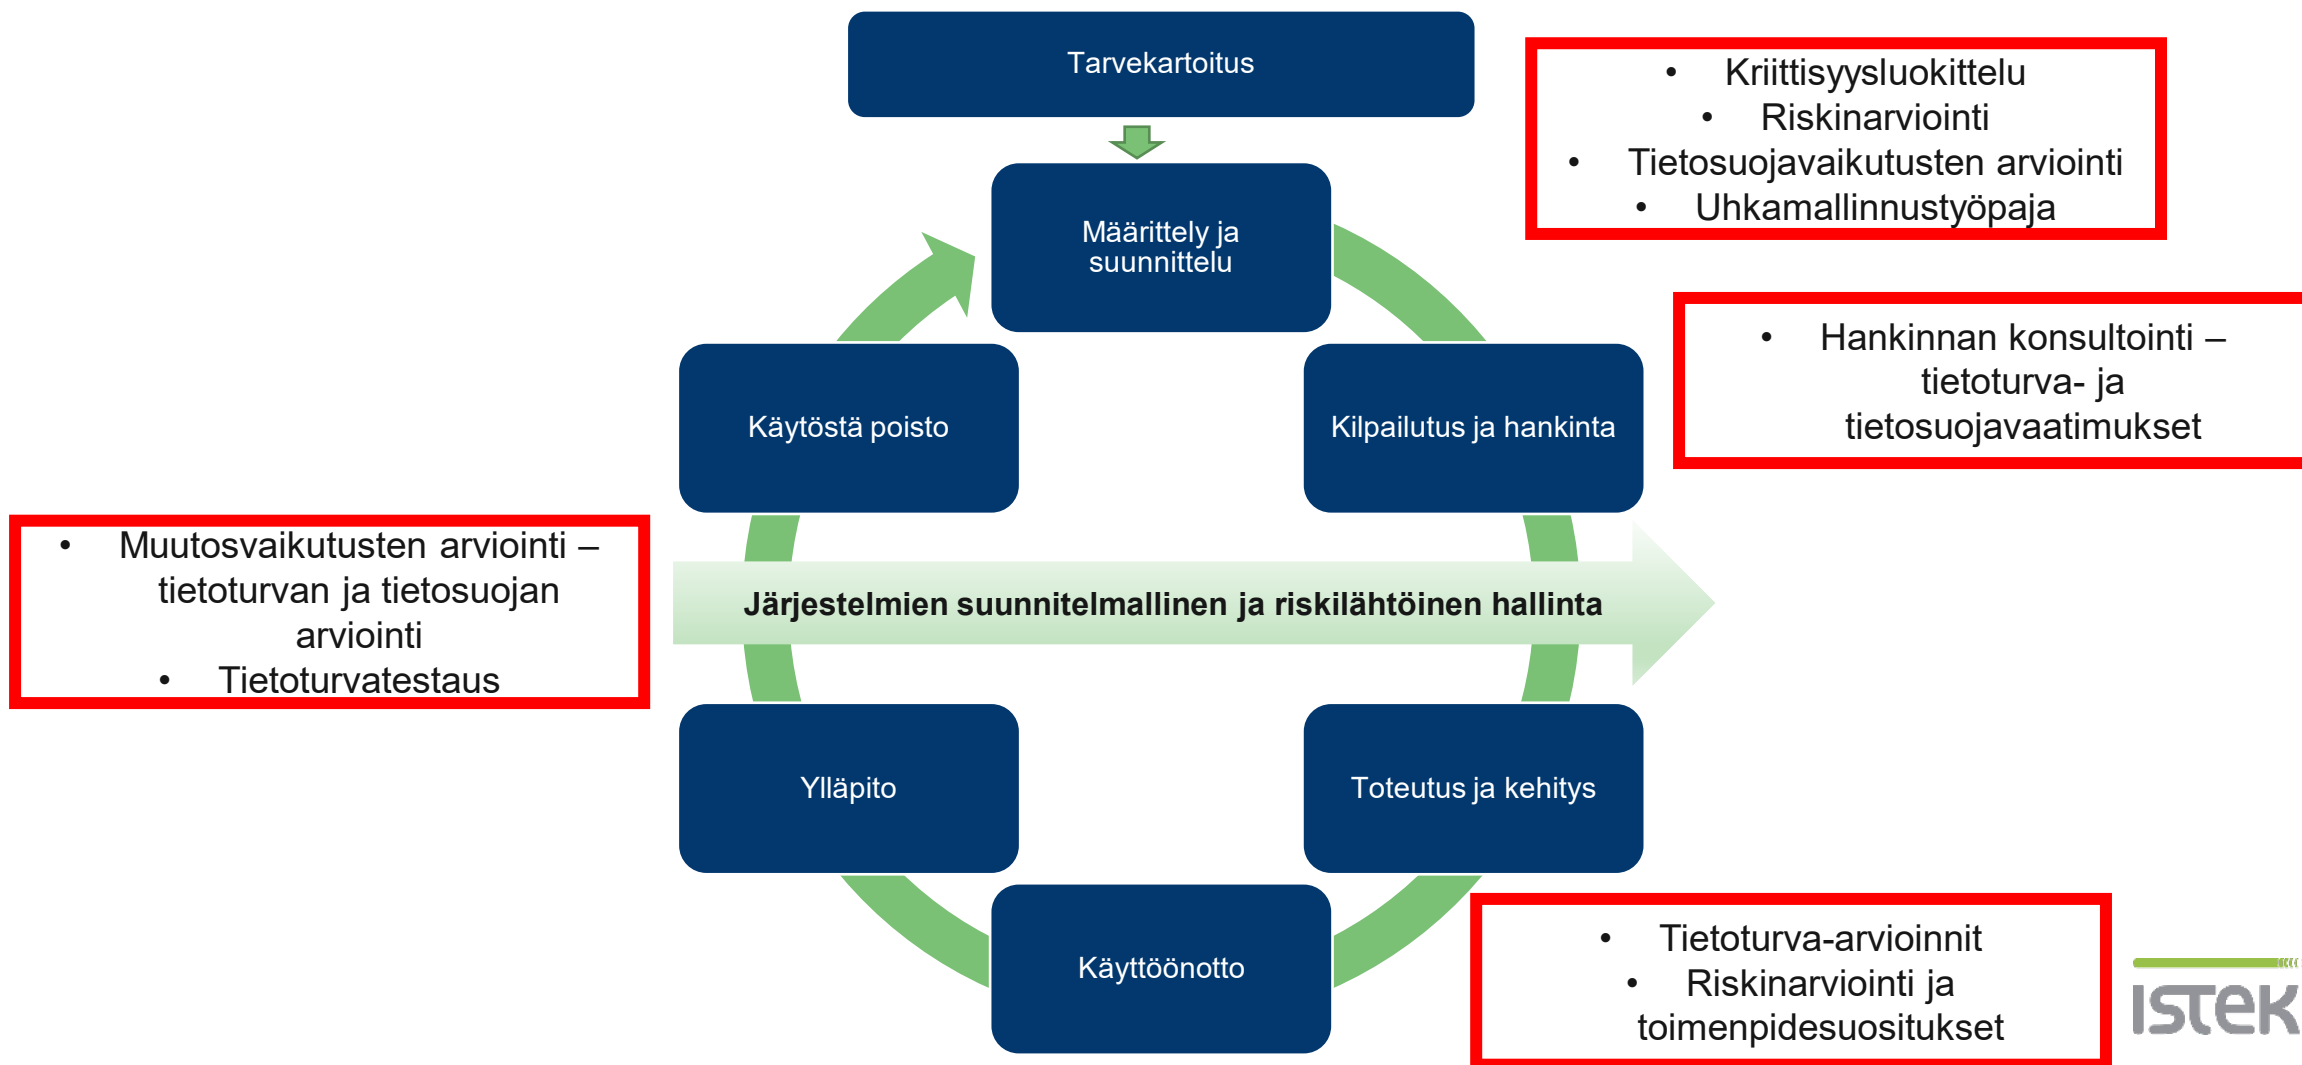 Tarvekartoitus
• Kriittisyysluokittelu
• Riskinarviointi
• Tietosuojavaikutusten arviointi
• Uhkamallinnustyöpaja
Määrittely ja
suunnittelu
• Hankinnan konsultointi –
tietoturva- ja
tietosuojavaatimukset
Käytöstä poisto
Kilpailutus ja hankinta
• Muutosvaikutusten arviointi –
tietoturvan ja tietosuojan
arviointi
• Tietoturvatestaus
Järjestelmien suunnitelmallinen ja riskilähtöinen hallinta
Ylläpito
Toteutus ja kehitys
Käyttöönotto
• Tietoturva-arvioinnit
• Riskinarviointi ja
toimenpidesuositukset
ISTEK